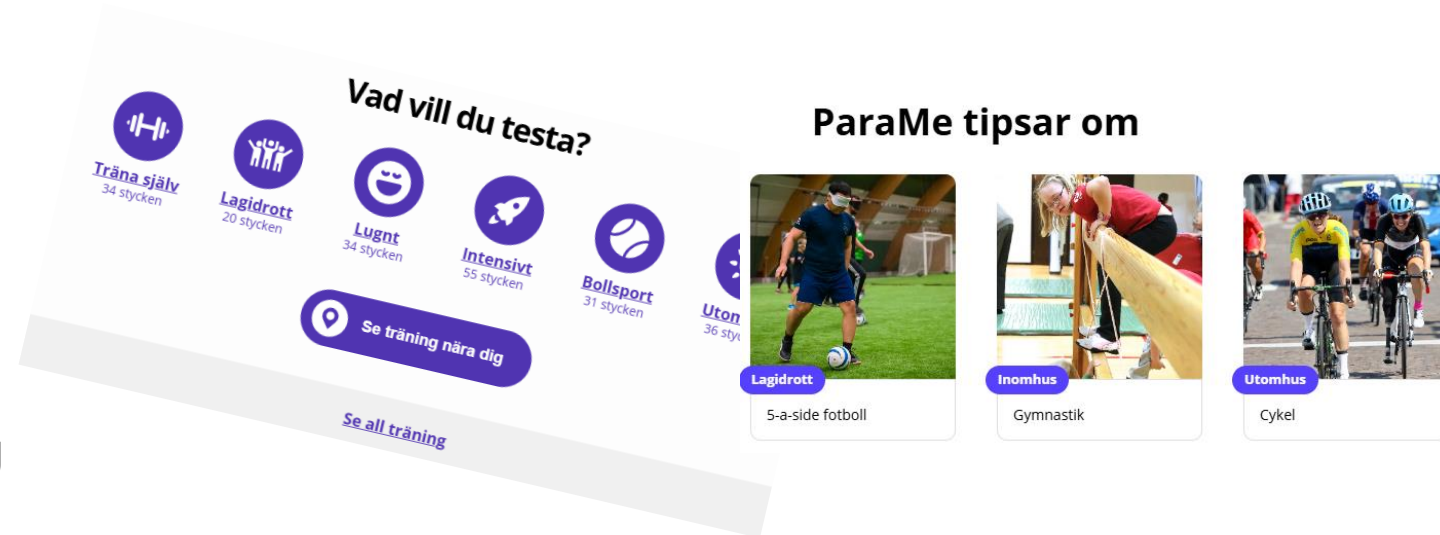 Vad vill du testa?
Träna själv
34 stycken
Lagidrott
20 stycken
Lugnt
34 stycken
Intensivt
55 stycken
Bollsport
31 stycken
36
Se träning nära dig
Se all träning
ParaMe tipsar om
Lagidrott
5-a-side fotboll
Inomhus
Gymnastik
Utomhus
Cykel